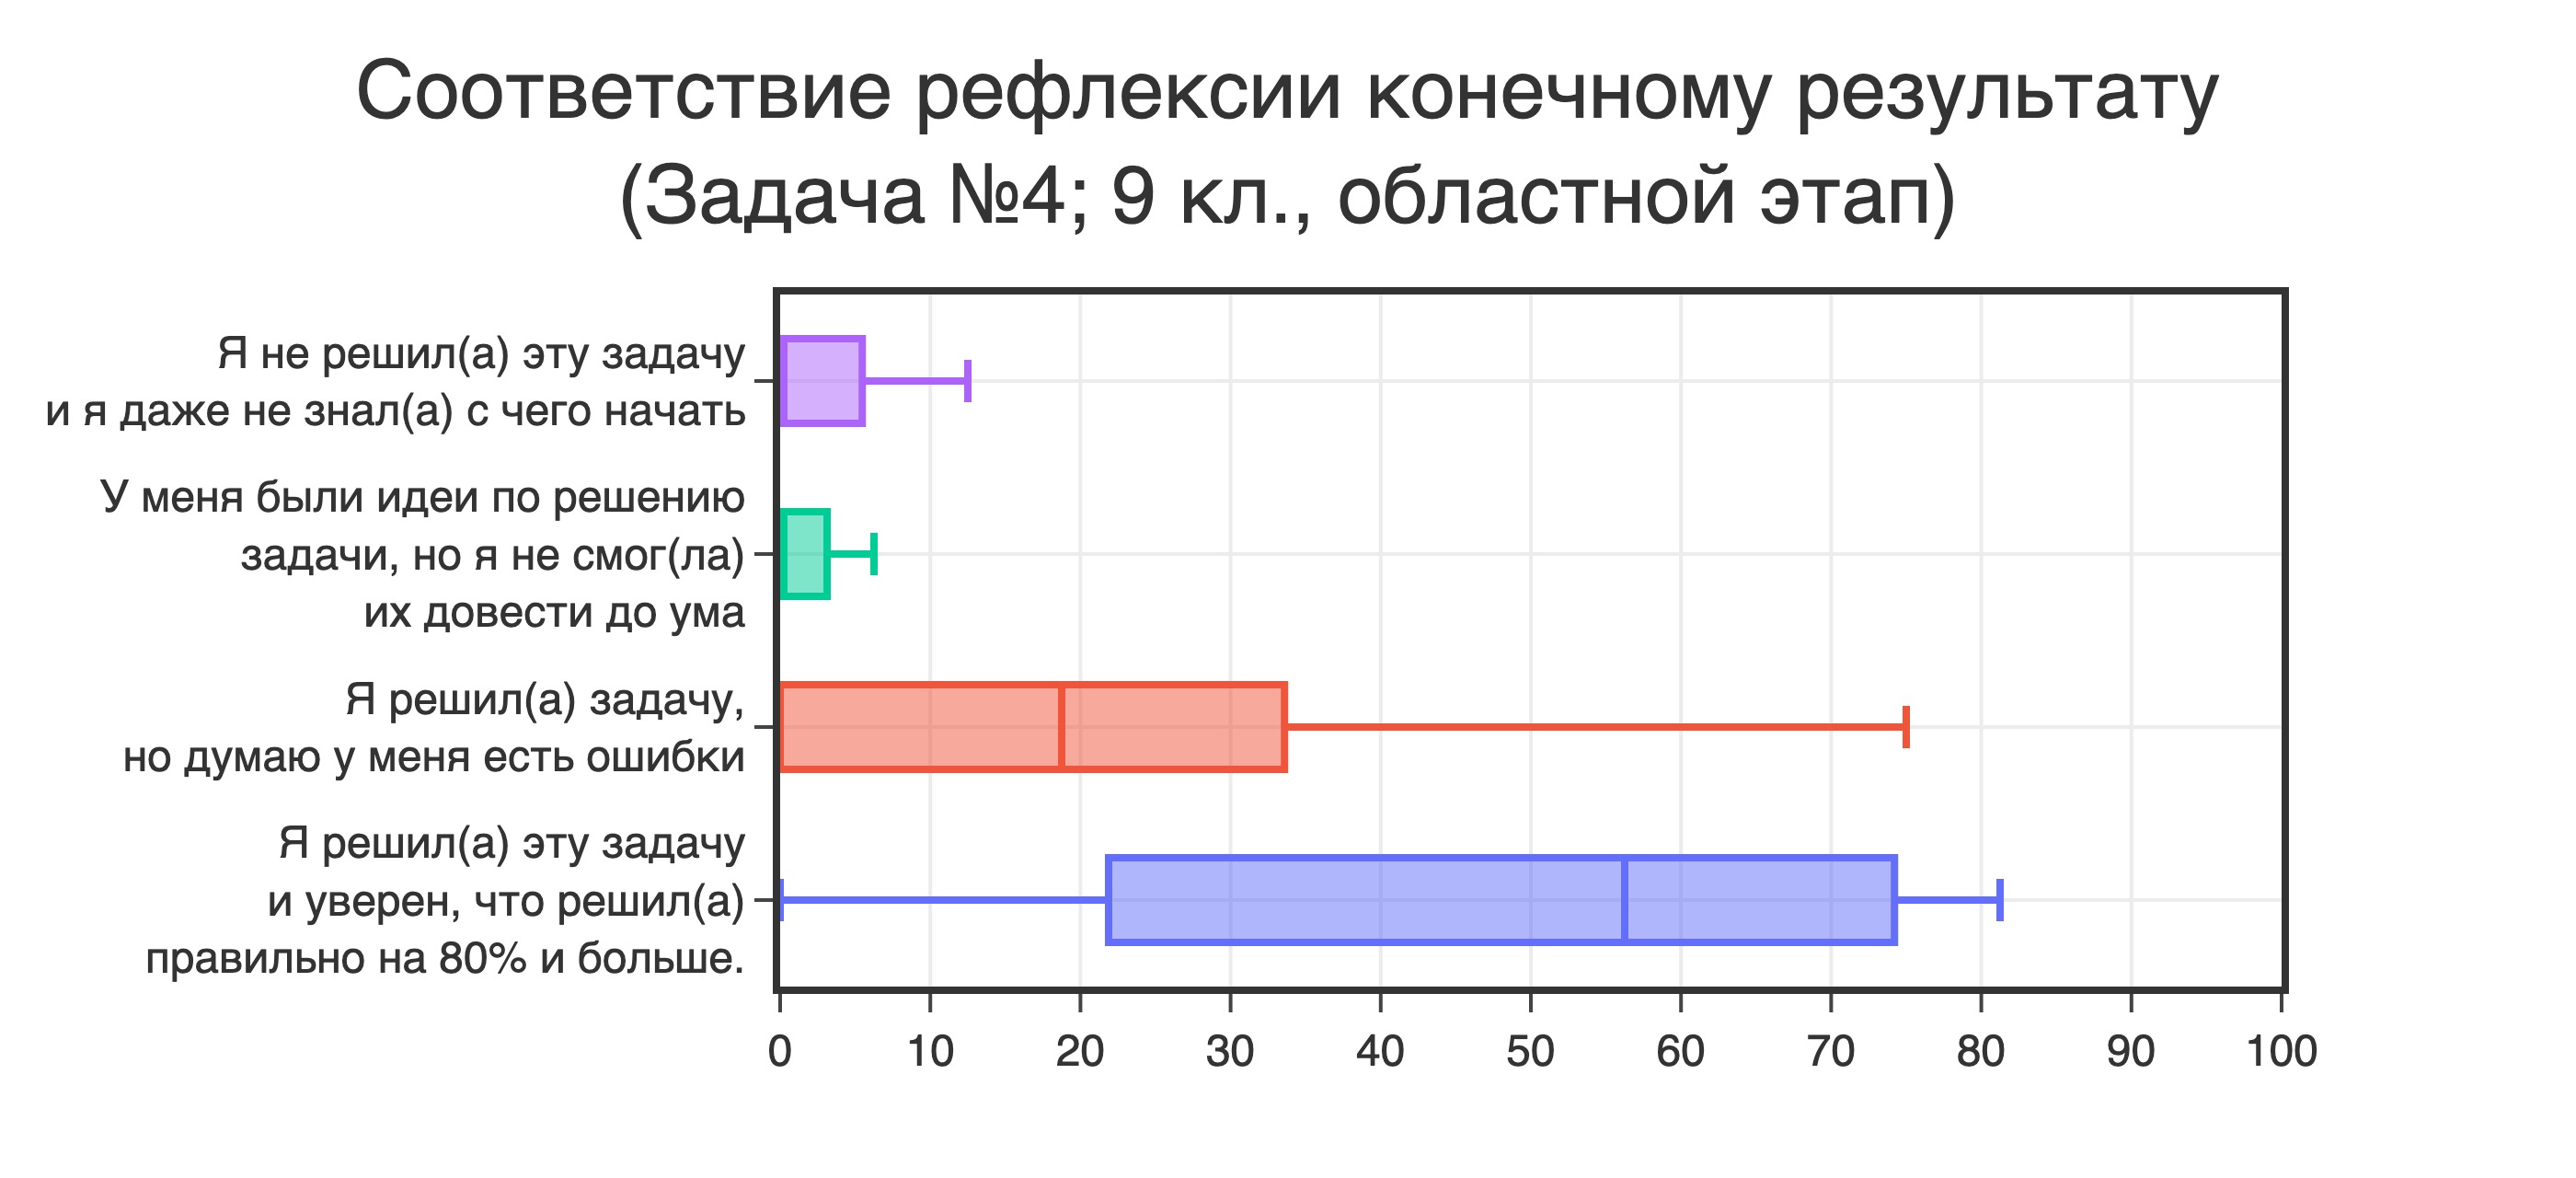 Соответствие рефлексии конечному результату
(Задача №4; 9 кл., областной этап)
Я не решил(а) эту задачу
и я даже не знал(а) с чего начать
У меня были идеи по решению
задачи, но я не смог(ла)
их довести до ума
Я решил(а) задачу,
но думаю у меня есть ошибки
Я решил(а) эту задачу
и уверен, что решил(а)
правильно на 80% и больше.
0 10 20 30 40 50 60 70 80 90 100